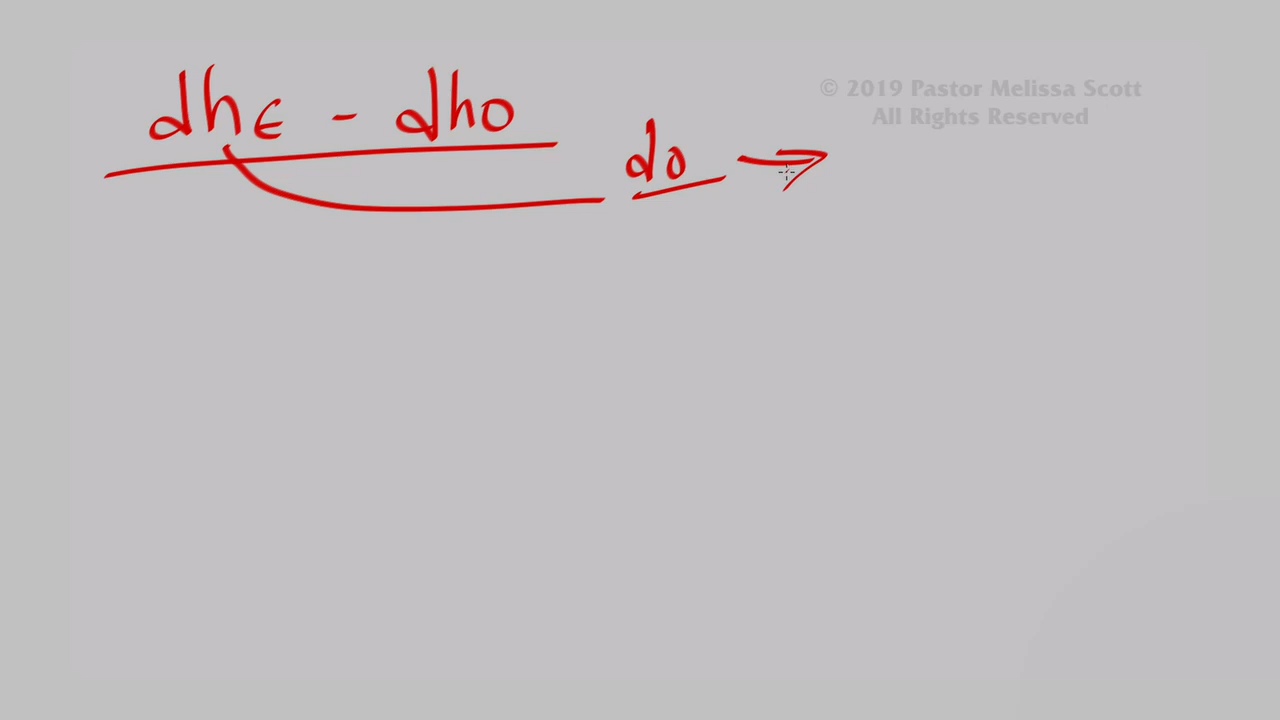 dhe - dho
do →
© 2019 Pastor Melissa Scott
All Rights Reserved